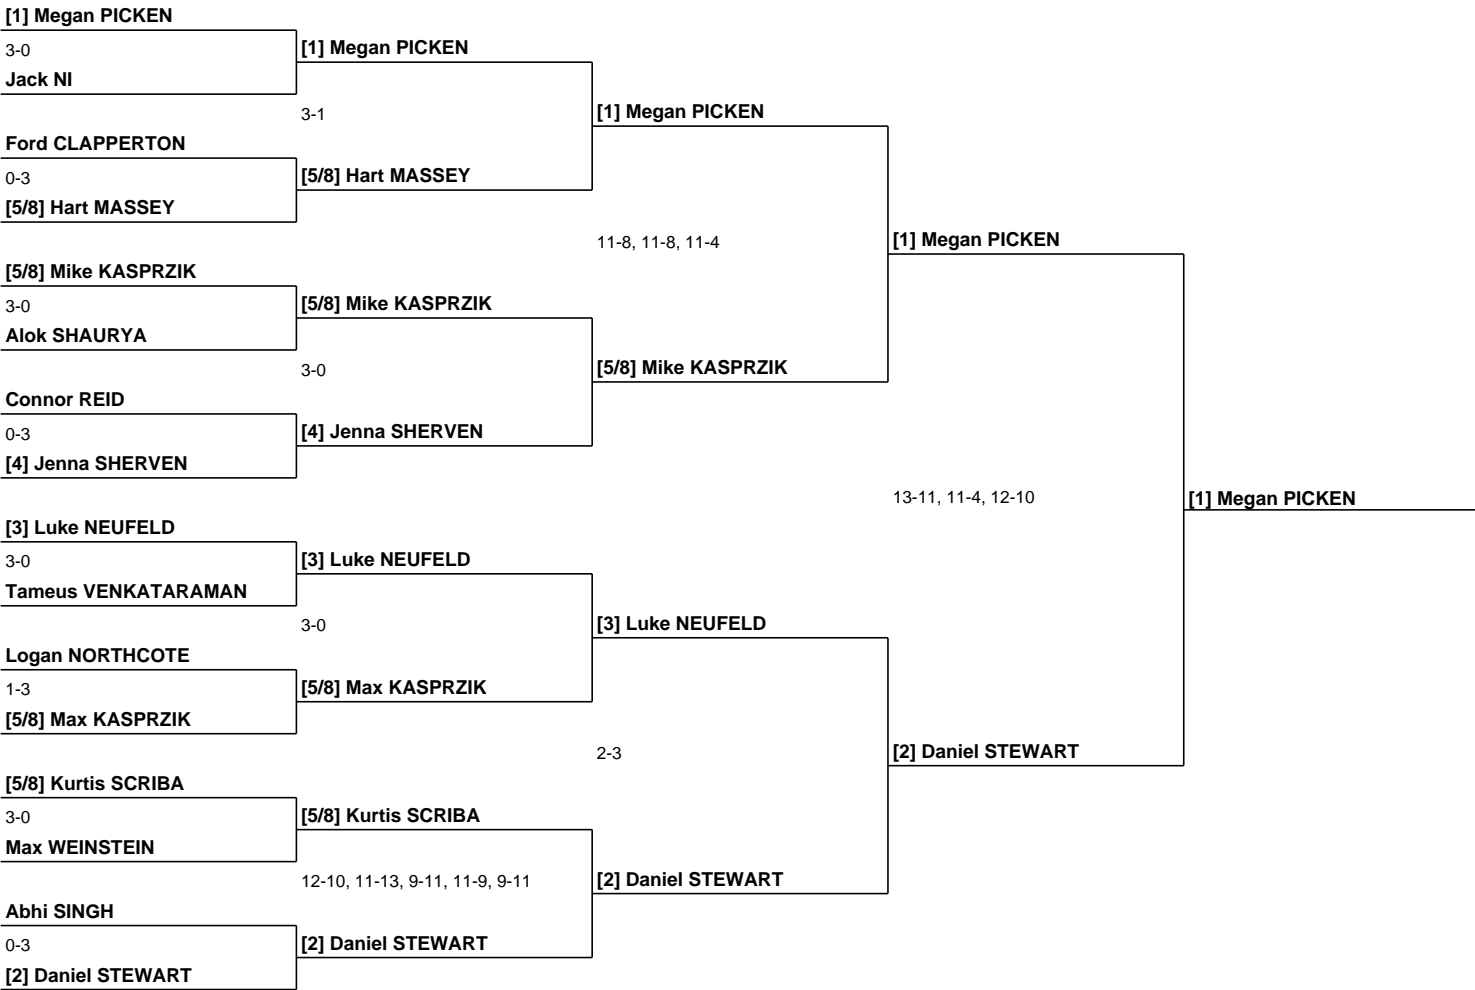 [1] Megan PICKEN
3-0
[1] Megan PICKEN
Jack NI
3-1
[1] Megan PICKEN
Ford CLAPPERTON
0-3
[5/8] Hart MASSEY
[5/8] Hart MASSEY
11-8, 11-8, 11-4
[1] Megan PICKEN
[5/8] Mike KASPRZIK
3-0
[5/8] Mike KASPRZIK
Alok SHAURYA
3-0
[5/8] Mike KASPRZIK
Connor REID
0-3
[4] Jenna SHERVEN
[4] Jenna SHERVEN
13-11, 11-4, 12-10
[1] Megan PICKEN
[3] Luke NEUFELD
3-0
[3] Luke NEUFELD
Tameus VENKATARAMAN
3-0
[3] Luke NEUFELD
Logan NORTHCOTE
1-3
[5/8] Max KASPRZIK
[5/8] Max KASPRZIK
2-3
[2] Daniel STEWART
[5/8] Kurtis SCRIBA
3-0
[5/8] Kurtis SCRIBA
Max WEINSTEIN
12-10, 11-13, 9-11, 11-9, 9-11
[2] Daniel STEWART
Abhi SINGH
0-3
[2] Daniel STEWART
[2] Daniel STEWART